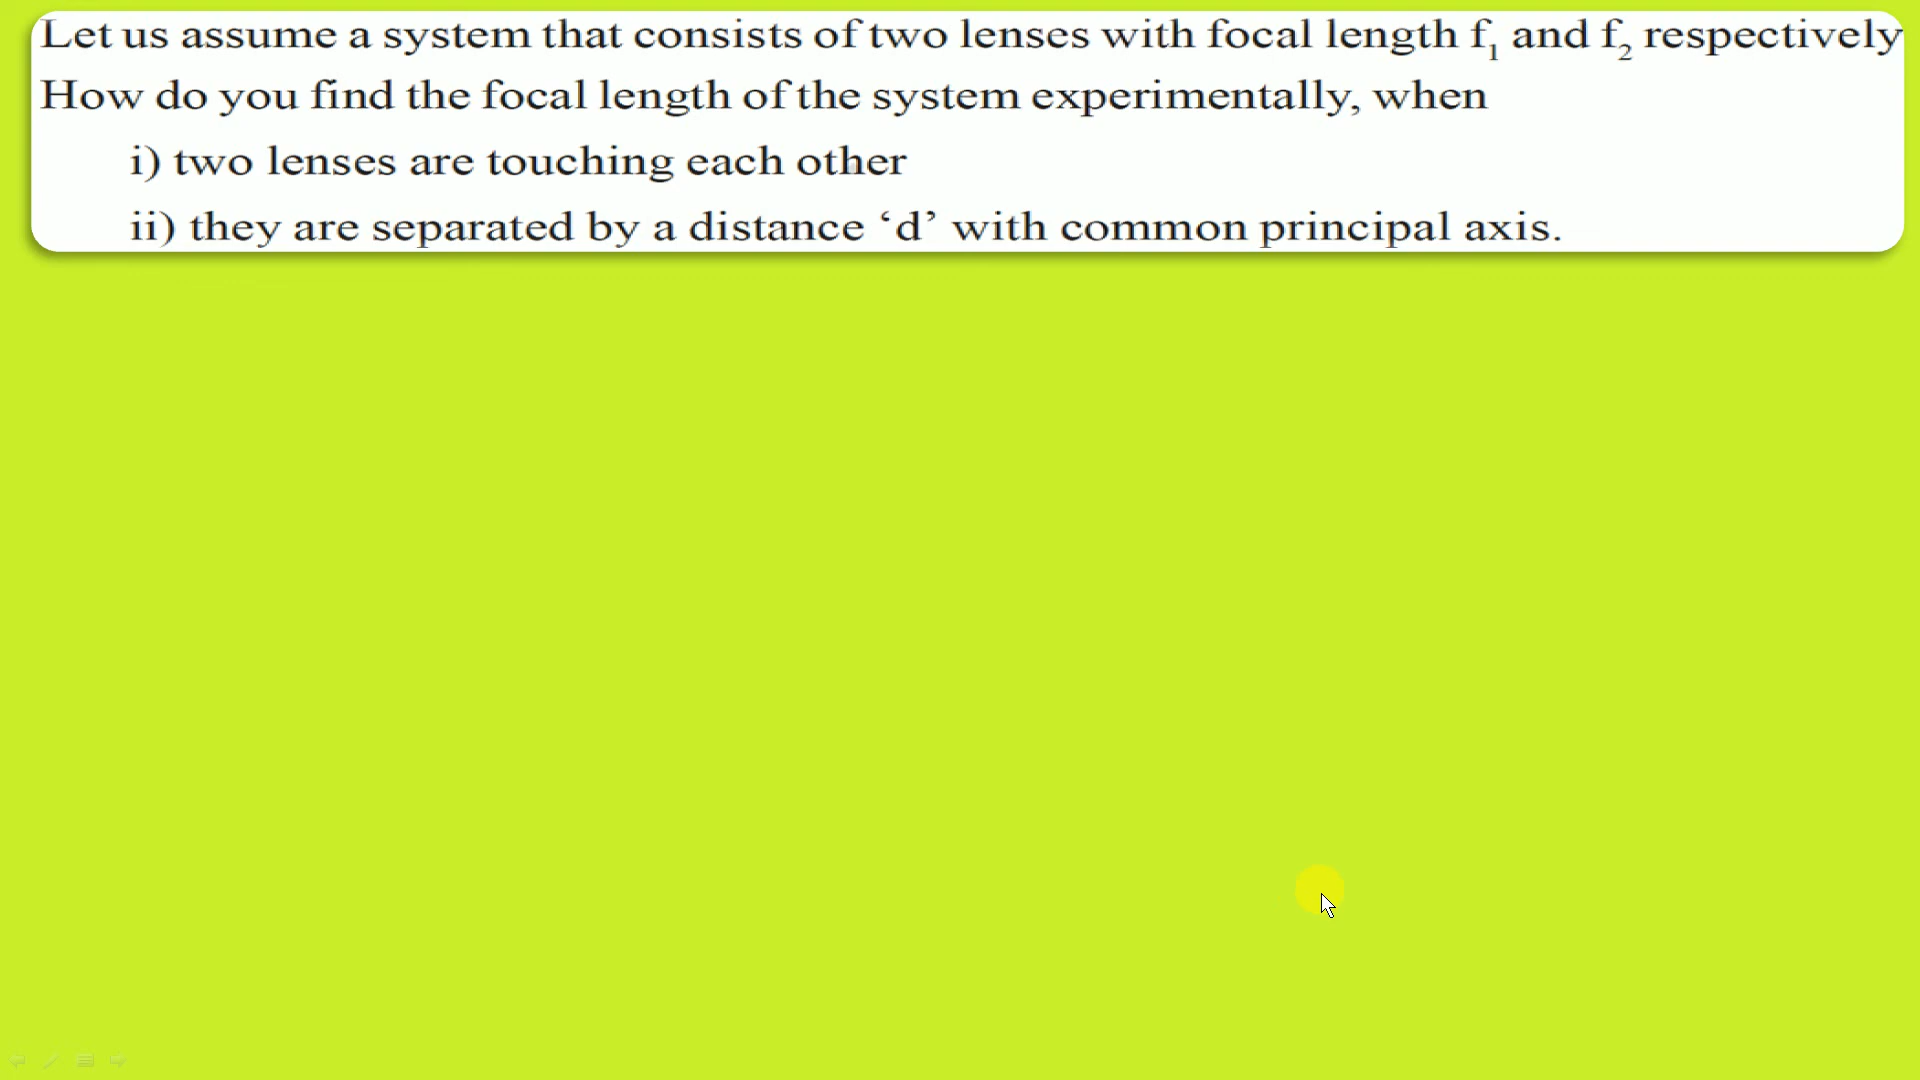 Let us assume a system that consists of two lenses with focal length f₁ and f₂ respectively
How do you find the focal length of the system experimentally, when
i) two lenses are touching each other
ii) they are separated by a distance ‘d’ with common principal axis.